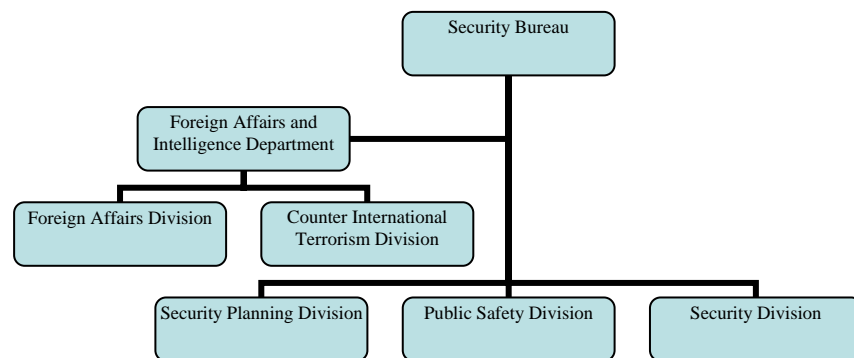 Security Bureau
Foreign Affairs and
Intelligence Department
Foreign Affairs Division
Counter International
Terrorism Division
Security Planning Division
Public Safety Division
Security Division